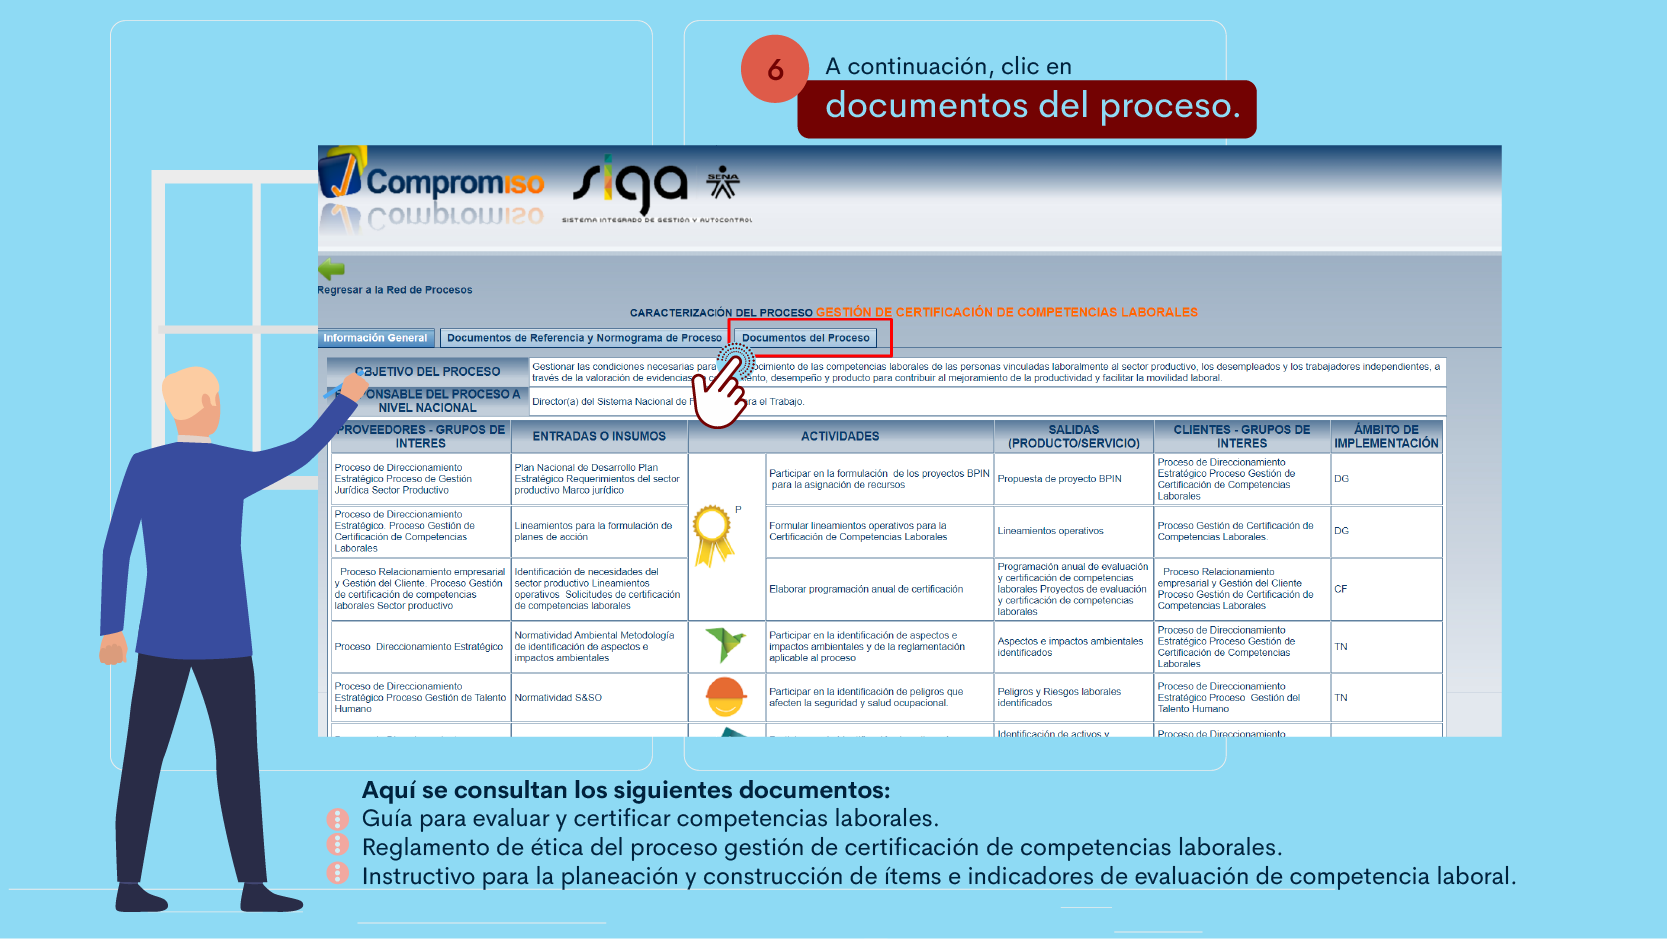 6
A continuación, clic en
documentos del proceso.
Compromiso
siga
SENA
SISTEMA INTEGRADO DE GESTIÓN Y AUTOCONTROL
Regresar a la Red de Procesos
CARACTERIZACIÓN DEL PROCESO GESTIÓN DE CERTIFICACIÓN DE COMPETENCIAS LABORALES
Información General
Documentos de Referencia y Normograma de Proceso
Documentos del Proceso
OBJETIVO DEL PROCESO
Gestionar las condiciones necesarias para ocimiento de las competencias laborales de las personas vinculadas laboralmente al sector productivo, los desempleados y los trabajadores independientes, a
través de la valoración de evidencias ento, desempeño y producto para contribuir al mejoramiento de la productividad y facilitar la movilidad laboral.
PONSABLE DEL PROCESO A
NIVEL NACIONAL
Director(a) del Sistema Nacional de F ra el Trabajo.
PROVEEDORES - GRUPOS DE
INTERES
ENTRADAS O INSUMOS
ACTIVIDADES
SALIDAS
(PRODUCTO/SERVICIO)
CLIENTES - GRUPOS DE
INTERES
ÁMBITO DE
IMPLEMENTACIÓN
Proceso de Direccionamiento
Estratégico Proceso de Gestión
Jurídica Sector Productivo
Plan Nacional de Desarrollo Plan
Estratégico Requerimientos del sector
productivo Marco jurídico
P
Participar en la formulación de los proyectos BPIN
para la asignación de recursos
Propuesta de proyecto BPIN
Proceso de Direccionamiento
Estratégico Proceso Gestión de
Certificación de Competencias
Laborales
DG
Proceso de Direccionamiento
Estratégico. Proceso Gestión de
Certificación de Competencias
Laborales
Lineamientos para la formulación de
planes de acción
Formular lineamientos operativos para la
Certificación de Competencias Laborales
Lineamientos operativos
Proceso Gestión de Certificación de
Competencias Laborales.
DG
Proceso Relacionamiento empresarial
y Gestión del Cliente. Proceso Gestión
de certificación de competencias
laborales Sector productivo
Identificación de necesidades del
sector productivo Lineamientos
operativos Solicitudes de certificación
de competencias laborales
Elaborar programación anual de certificación
Programación anual de evaluación
y certificación de competencias
laborales Proyectos de evaluación
y certificación de competencias
laborales
Proceso Relacionamiento
empresarial y Gestión del Cliente
Proceso Gestión de Certificación de
Competencias Laborales
CF
Proceso Direccionamiento Estratégico
Normatividad Ambiental Metodología
de identificación de aspectos e
impactos ambientales
Participar en la identificación de aspectos e
impactos ambientales y de la reglamentación
aplicable al proceso
Aspectos e impactos ambientales
identificados
Proceso de Direccionamiento
Estratégico Proceso Gestión de
Certificación de Competencias
Laborales
TN
Proceso de Direccionamiento
Estratégico Proceso Gestión de Talento
Humano
Normatividad S&SO
Participar en la identificación de peligros que
afecten la seguridad y salud ocupacional.
Peligros y Riesgos laborales
identificados
Proceso de Direccionamiento
Estratégico Proceso Gestión del
Talento Humano
TN
Identificación de activos y
Proceso de Direccionamiento
Aquí se consultan los siguientes documentos:
Guía para evaluar y certificar competencias laborales.
Reglamento de ética del proceso gestión de certificación de competencias laborales.
Instructivo para la planeación y construcción de ítems e indicadores de evaluación de competencia laboral.